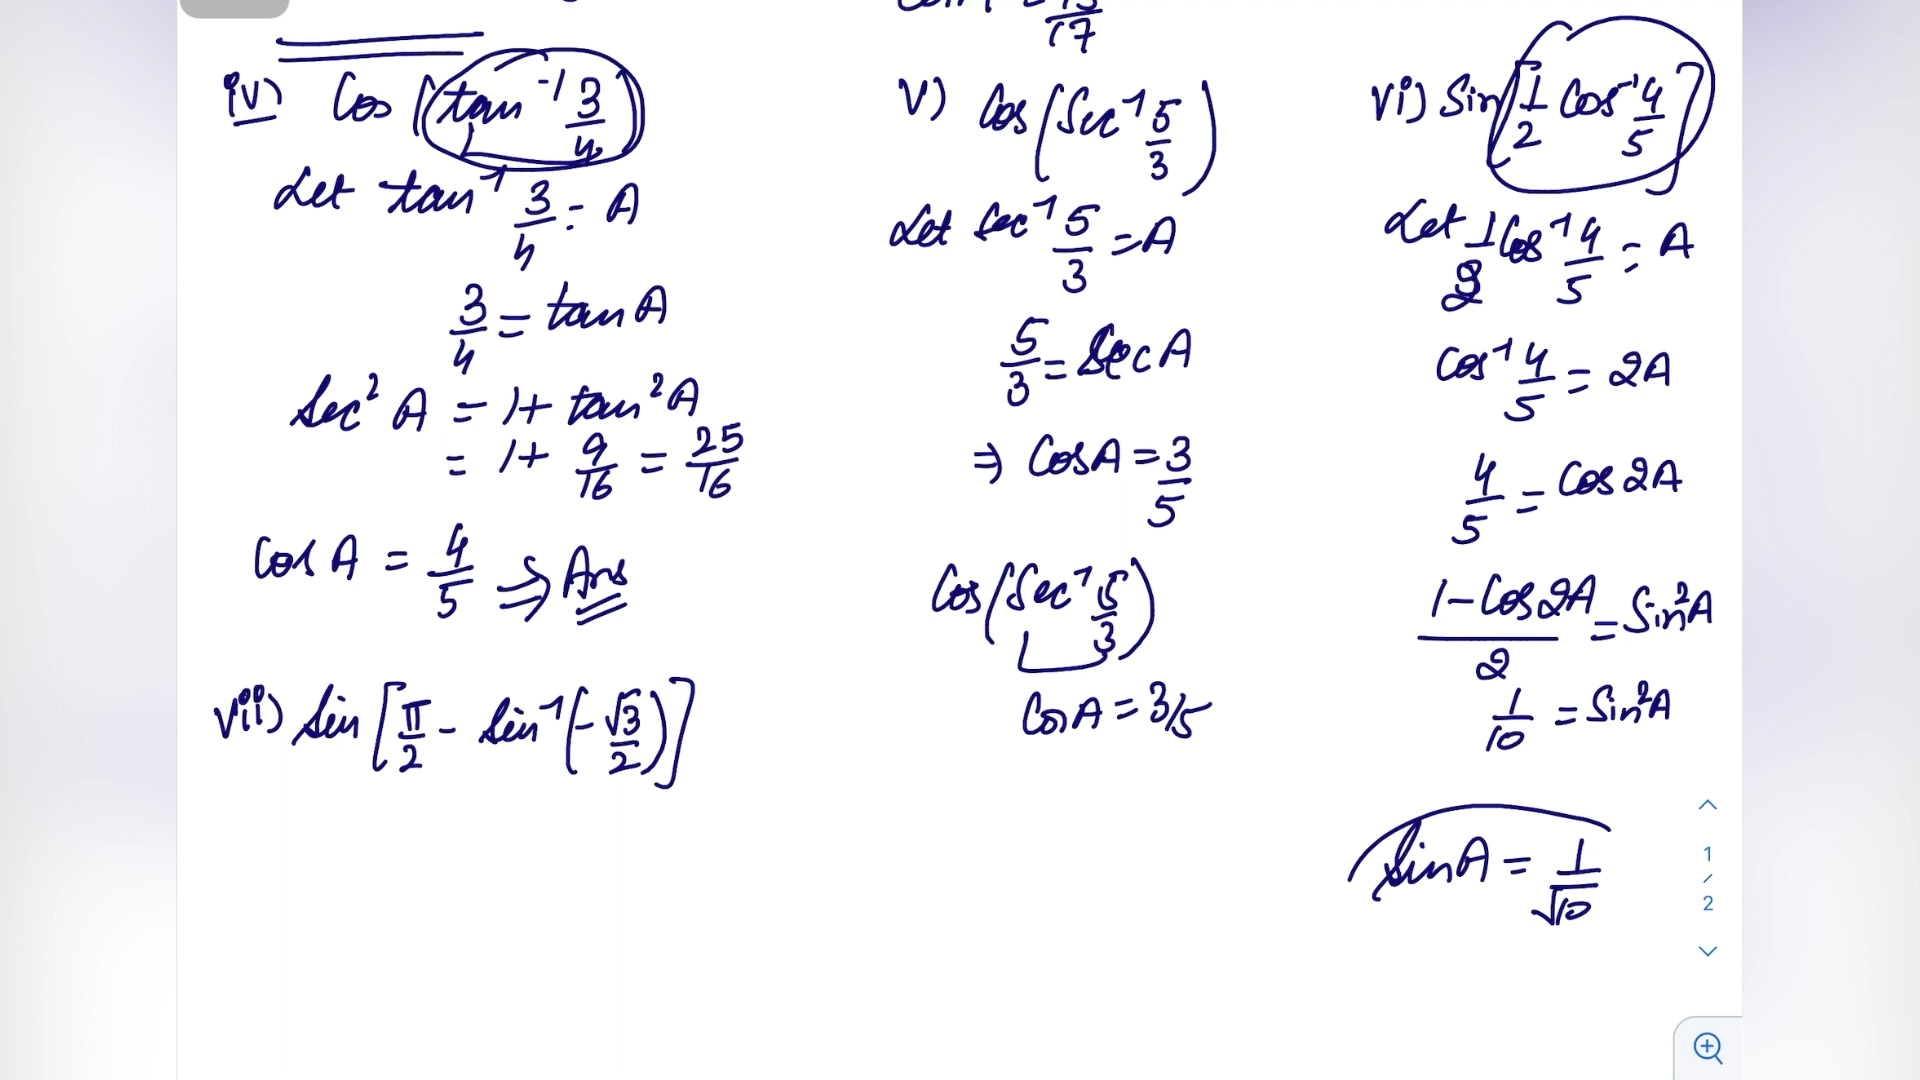 17
iv) Cos (tan⁻¹ 3/4)
Let tan⁻¹ 3/4 = A
3/4 = tan A
Sec² A = 1 + tan² A
= 1 + 9/16 = 25/16
Cos A = 4/5 ⇒ Ans
vii) Sin [π/2 - Sin⁻¹(-√3/2)]
v) Cos (Sec⁻¹ 5/3)
Let Sec⁻¹ 5/3 = A
5/3 = Sec A
⇒ Cos A = 3/5
Cos (Sec⁻¹ 5/3)
Cos A = 3/5
vi) Sin [1/2 Cos⁻¹ 4/5]
Let 1/2 Cos⁻¹ 4/5 = A
Cos⁻¹ 4/5 = 2A
4/5 = Cos 2A
1 - Cos 2A/2 = Sin² A
1/10 = Sin² A
Sin A = 1/√10
1
/
2